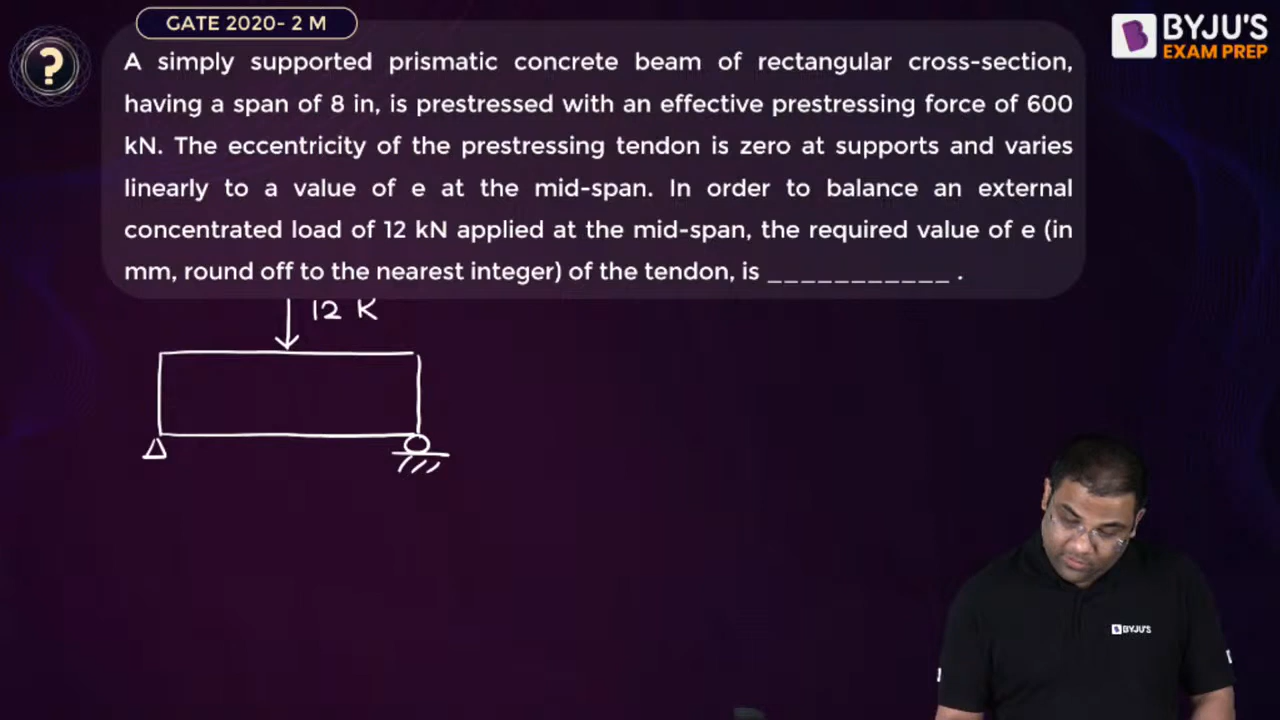 GATE 2020- 2 M
BYJU'S
EXAM PREP
?
A simply supported prismatic concrete beam of rectangular cross-section,
having a span of 8 in, is prestressed with an effective prestressing force of 600
kN. The eccentricity of the prestressing tendon is zero at supports and varies
linearly to a value of e at the mid-span. In order to balance an external
concentrated load of 12 kN applied at the mid-span, the required value of e (in
mm, round off to the nearest integer) of the tendon, is ____________ .
12 K
BYJU'S